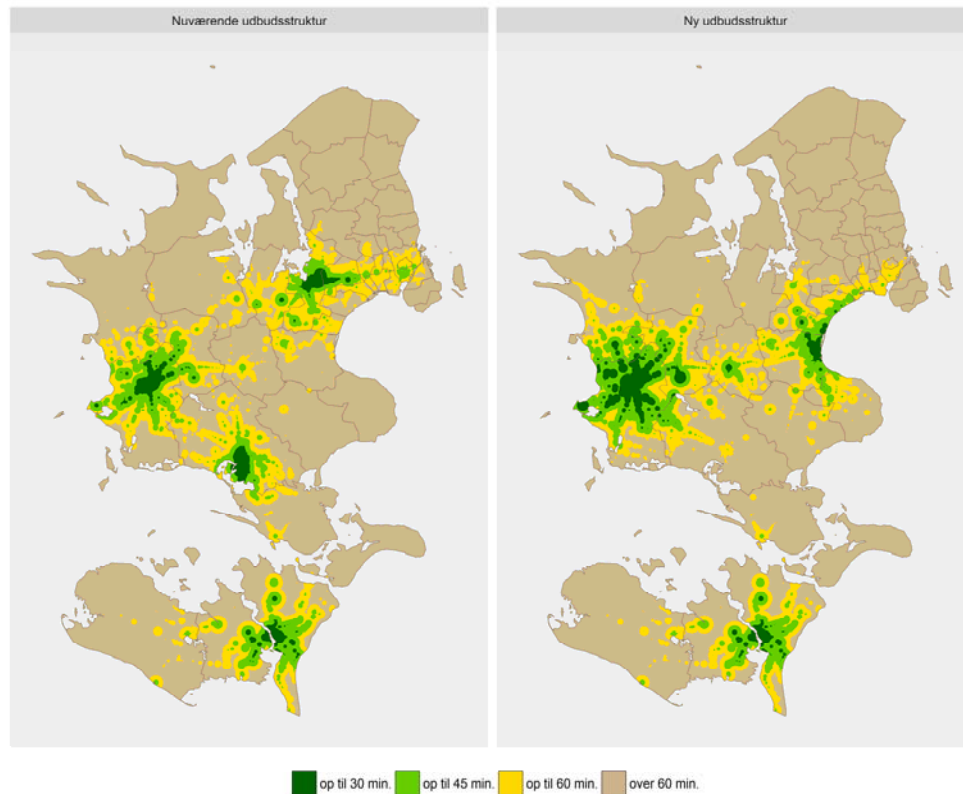 Nuværende udbudsstruktur
Ny udbudsstruktur
op til 30 min. op til 45 min. op til 60 min. over 60 min.